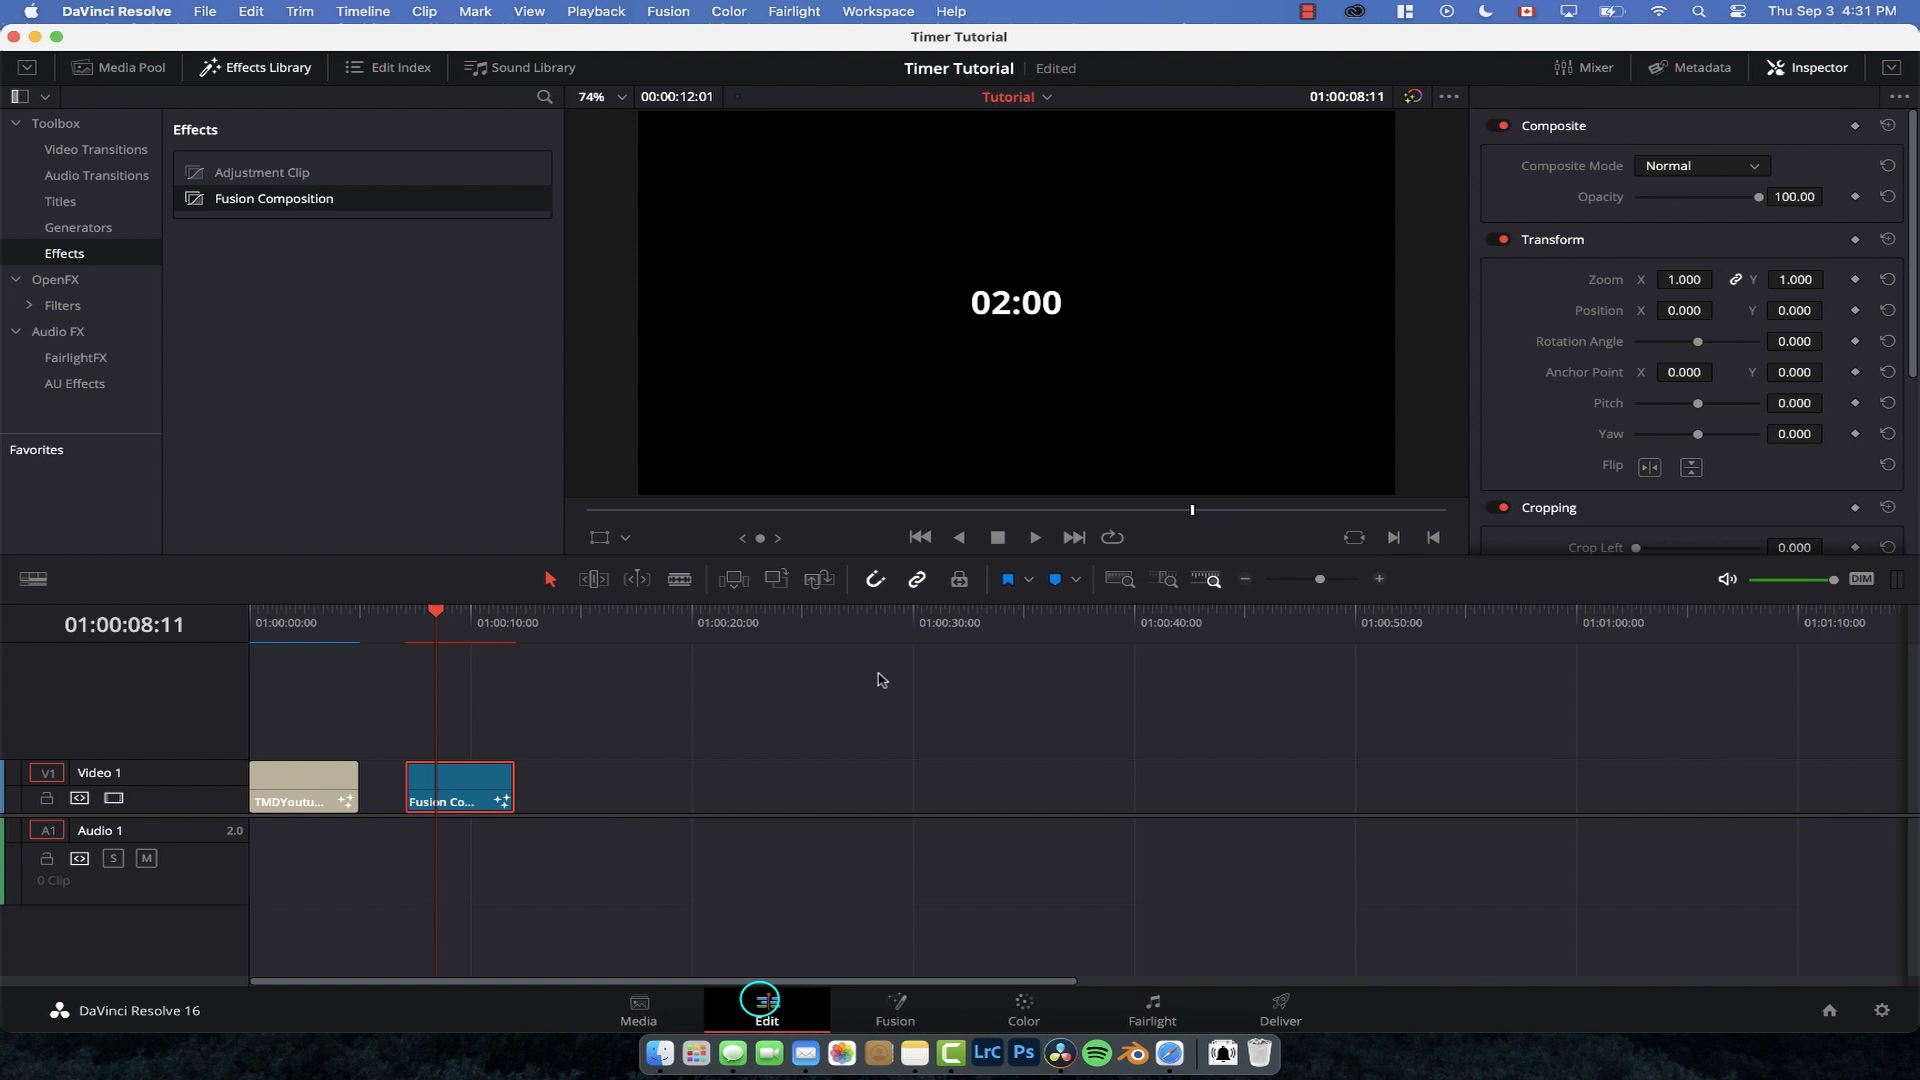 DaVinci Resolve File Edit Trim Timeline Clip Mark View Playback Fusion Color Fairlight Workspace Help Thu Sep 3 4:31 PM
Timer Tutorial
Media Pool Effects Library Edit Index Sound Library Timer Tutorial Edited Mixer Metadata Inspector
74% 00:00:12:01 Tutorial 01:00:08:11
Toolbox
Video Transitions
Audio Transitions
Titles
Generators
Effects
OpenFX
Filters
Audio FX
FairlightFX
AU Effects
Favorites
Effects
Adjustment Clip
Fusion Composition
02:00
Composite
Composite Mode Normal
Opacity 100.00
Transform
Zoom X 1.000 Y 1.000
Position X 0.000 Y 0.000
Rotation Angle 0.000
Anchor Point X 0.000 Y 0.000
Pitch 0.000
Yaw 0.000
Flip
Cropping
Crop Left 0.000
DIM
01:00:08:11 01:00:00:00 01:00:10:00 01:00:20:00 01:00:30:00 01:00:40:00 01:00:50:00 01:01:00:00 01:01:10:00
V1 Video 1
TMDYoutu... Fusion Co...
A1 Audio 1 2.0
S M
0 Clip
DaVinci Resolve 16 Media Edit Fusion Color Fairlight Deliver
LrC Ps